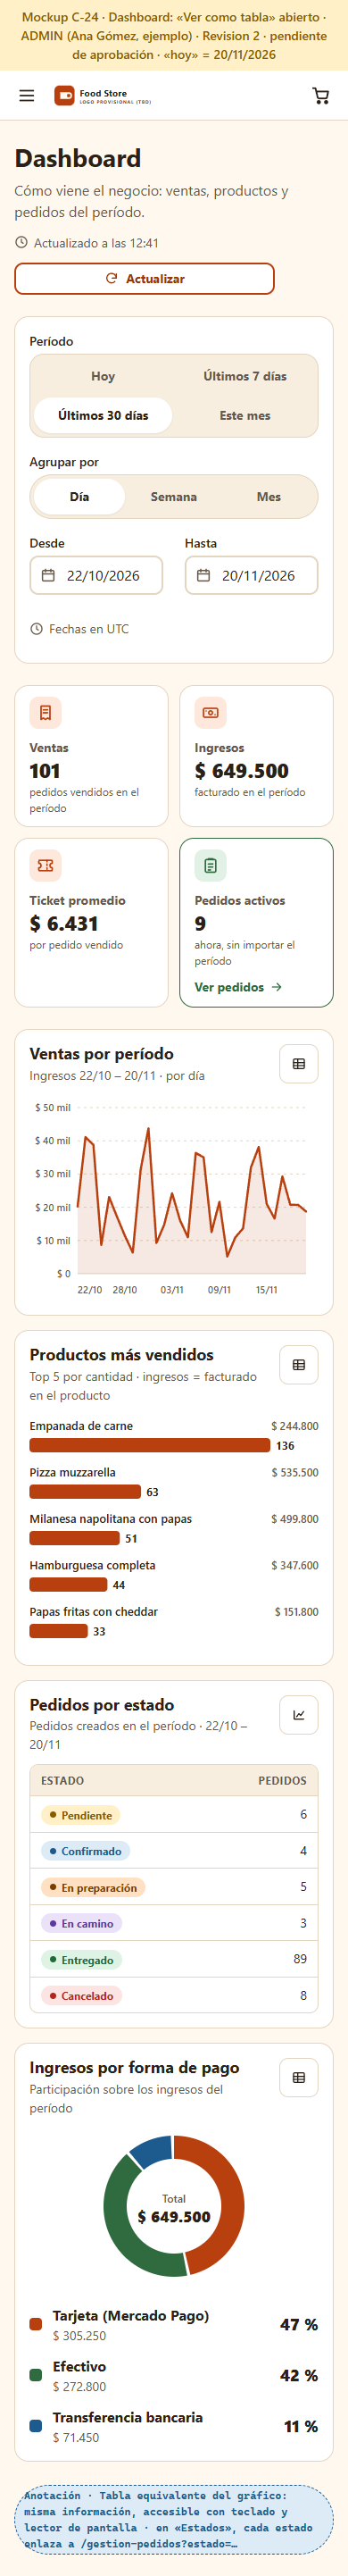 Mockup C-24 · Dashboard: «Ver como tabla» abierto ·
ADMIN (Ana Gómez, ejemplo) · Revision 2 · pendiente
de aprobación · «hoy» = 20/11/2026
Food Store
LOGO PROVISIONAL (TBD)
Dashboard
Cómo viene el negocio: ventas, productos y
pedidos del período.
Actualizado a las 12:41
Actualizar
Período
Hoy
Últimos 7 días
Últimos 30 días
Este mes
Agrupar por
Día
Semana
Mes
Desde
Hasta
22/10/2026
20/11/2026
Fechas en UTC
Ventas
101
pedidos vendidos en el
período
Ingresos
$ 649.500
facturado en el período
Ticket promedio
$ 6.431
por pedido vendido
Pedidos activos
9
ahora, sin importar el
período
Ver pedidos →
Ventas por período
Ingresos 22/10 – 20/11 · por día
$ 50 mil
$ 40 mil
$ 30 mil
$ 20 mil
$ 10 mil
$ 0
22/10 28/10 03/11 09/11 15/11
Productos más vendidos
Top 5 por cantidad · ingresos = facturado
en el producto
Empanada de carne $ 244.800
136
Pizza muzzarella $ 535.500
63
Milanesa napolitana con papas $ 499.800
51
Hamburguesa completa $ 347.600
44
Papas fritas con cheddar $ 151.800
33
Pedidos por estado
Pedidos creados en el período · 22/10 –
20/11
ESTADO PEDIDOS
Pendiente 6
Confirmado 4
En preparación 5
En camino 3
Entregado 89
Cancelado 8
Ingresos por forma de pago
Participación sobre los ingresos del
período
Total
$ 649.500
Tarjeta (Mercado Pago) 47 %
$ 305.250
Efectivo 42 %
$ 272.800
Transferencia bancaria 11 %
$ 71.450
Anotación · Tabla equivalente del gráfico:
misma información, accesible con teclado y
lector de pantalla · en «Estados», cada estado
enlaza a /gestion-pedidos?estado=…